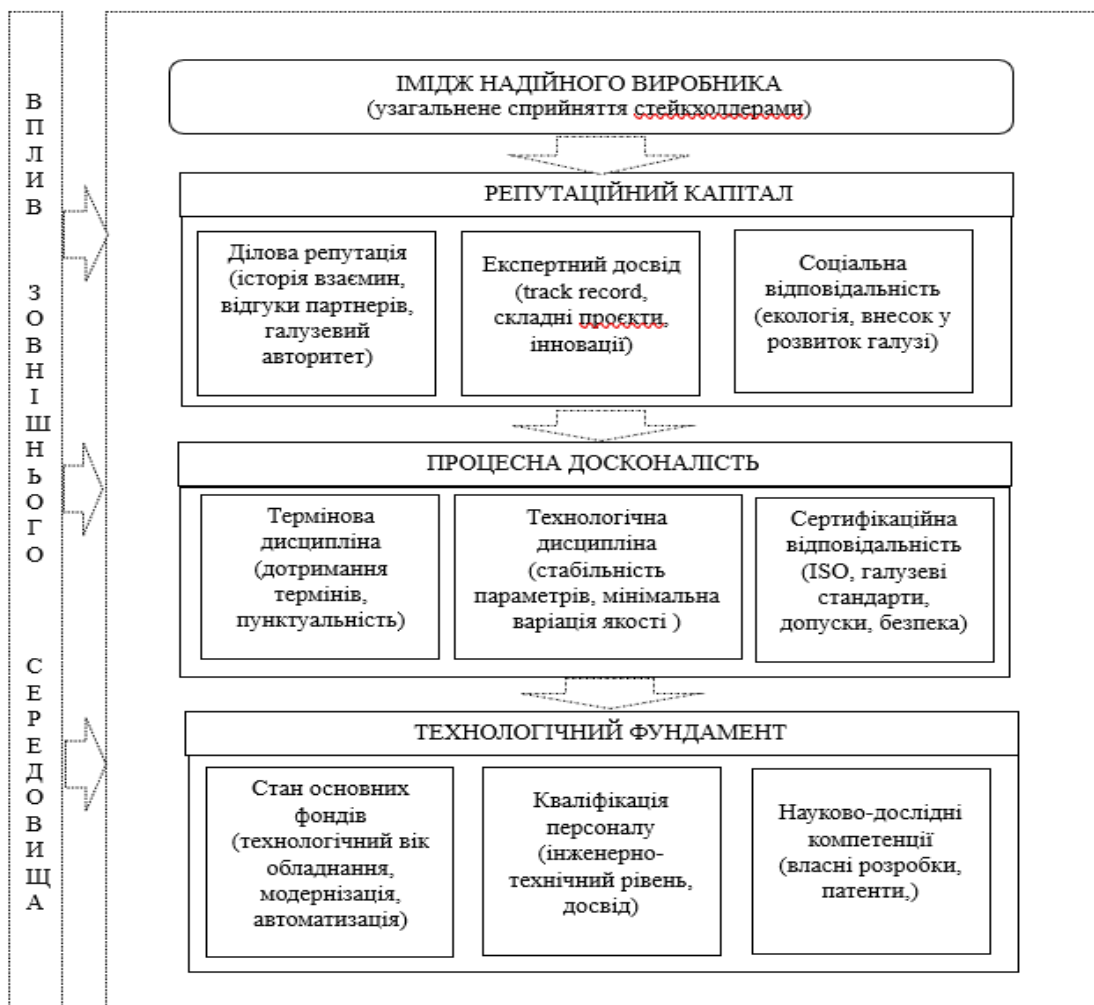 ВПЛИВ ЗОВНІШНЬОГО СЕРЕДОВИЩА
ІМІДЖ НАДІЙНОГО ВИРОБНИКА
(узагальнене сприйняття стейкхолдерами)
РЕПУТАЦІЙНИЙ КАПІТАЛ
Ділова репутація
(історія взаємин,
відгуки партнерів,
галузевий
авторитет)
Експертний досвід
(track record,
складні проєкти,
інновації)
Соціальна
відповідальність
(екологія, внесок у
розвиток галузі)
ПРОЦЕСНА ДОСКОНАЛІСТЬ
Термінова
дисципліна
(дотримання
термінів,
пунктуальність)
Технологічна
дисципліна
(стабільність
параметрів, мінімальна
варіація якості )
Сертифікаційна
відповідальність
(ISO, галузеві
стандарти,
допуски, безпека)
ТЕХНОЛОГІЧНИЙ ФУНДАМЕНТ
Стан основних
фондів
(технологічний вік
обладнання,
модернізація,
автоматизація)
Кваліфікація
персоналу
(інженерно-
технічний рівень,
досвід)
Науково-дослідні
компетенції
(власні розробки,
патенти,)